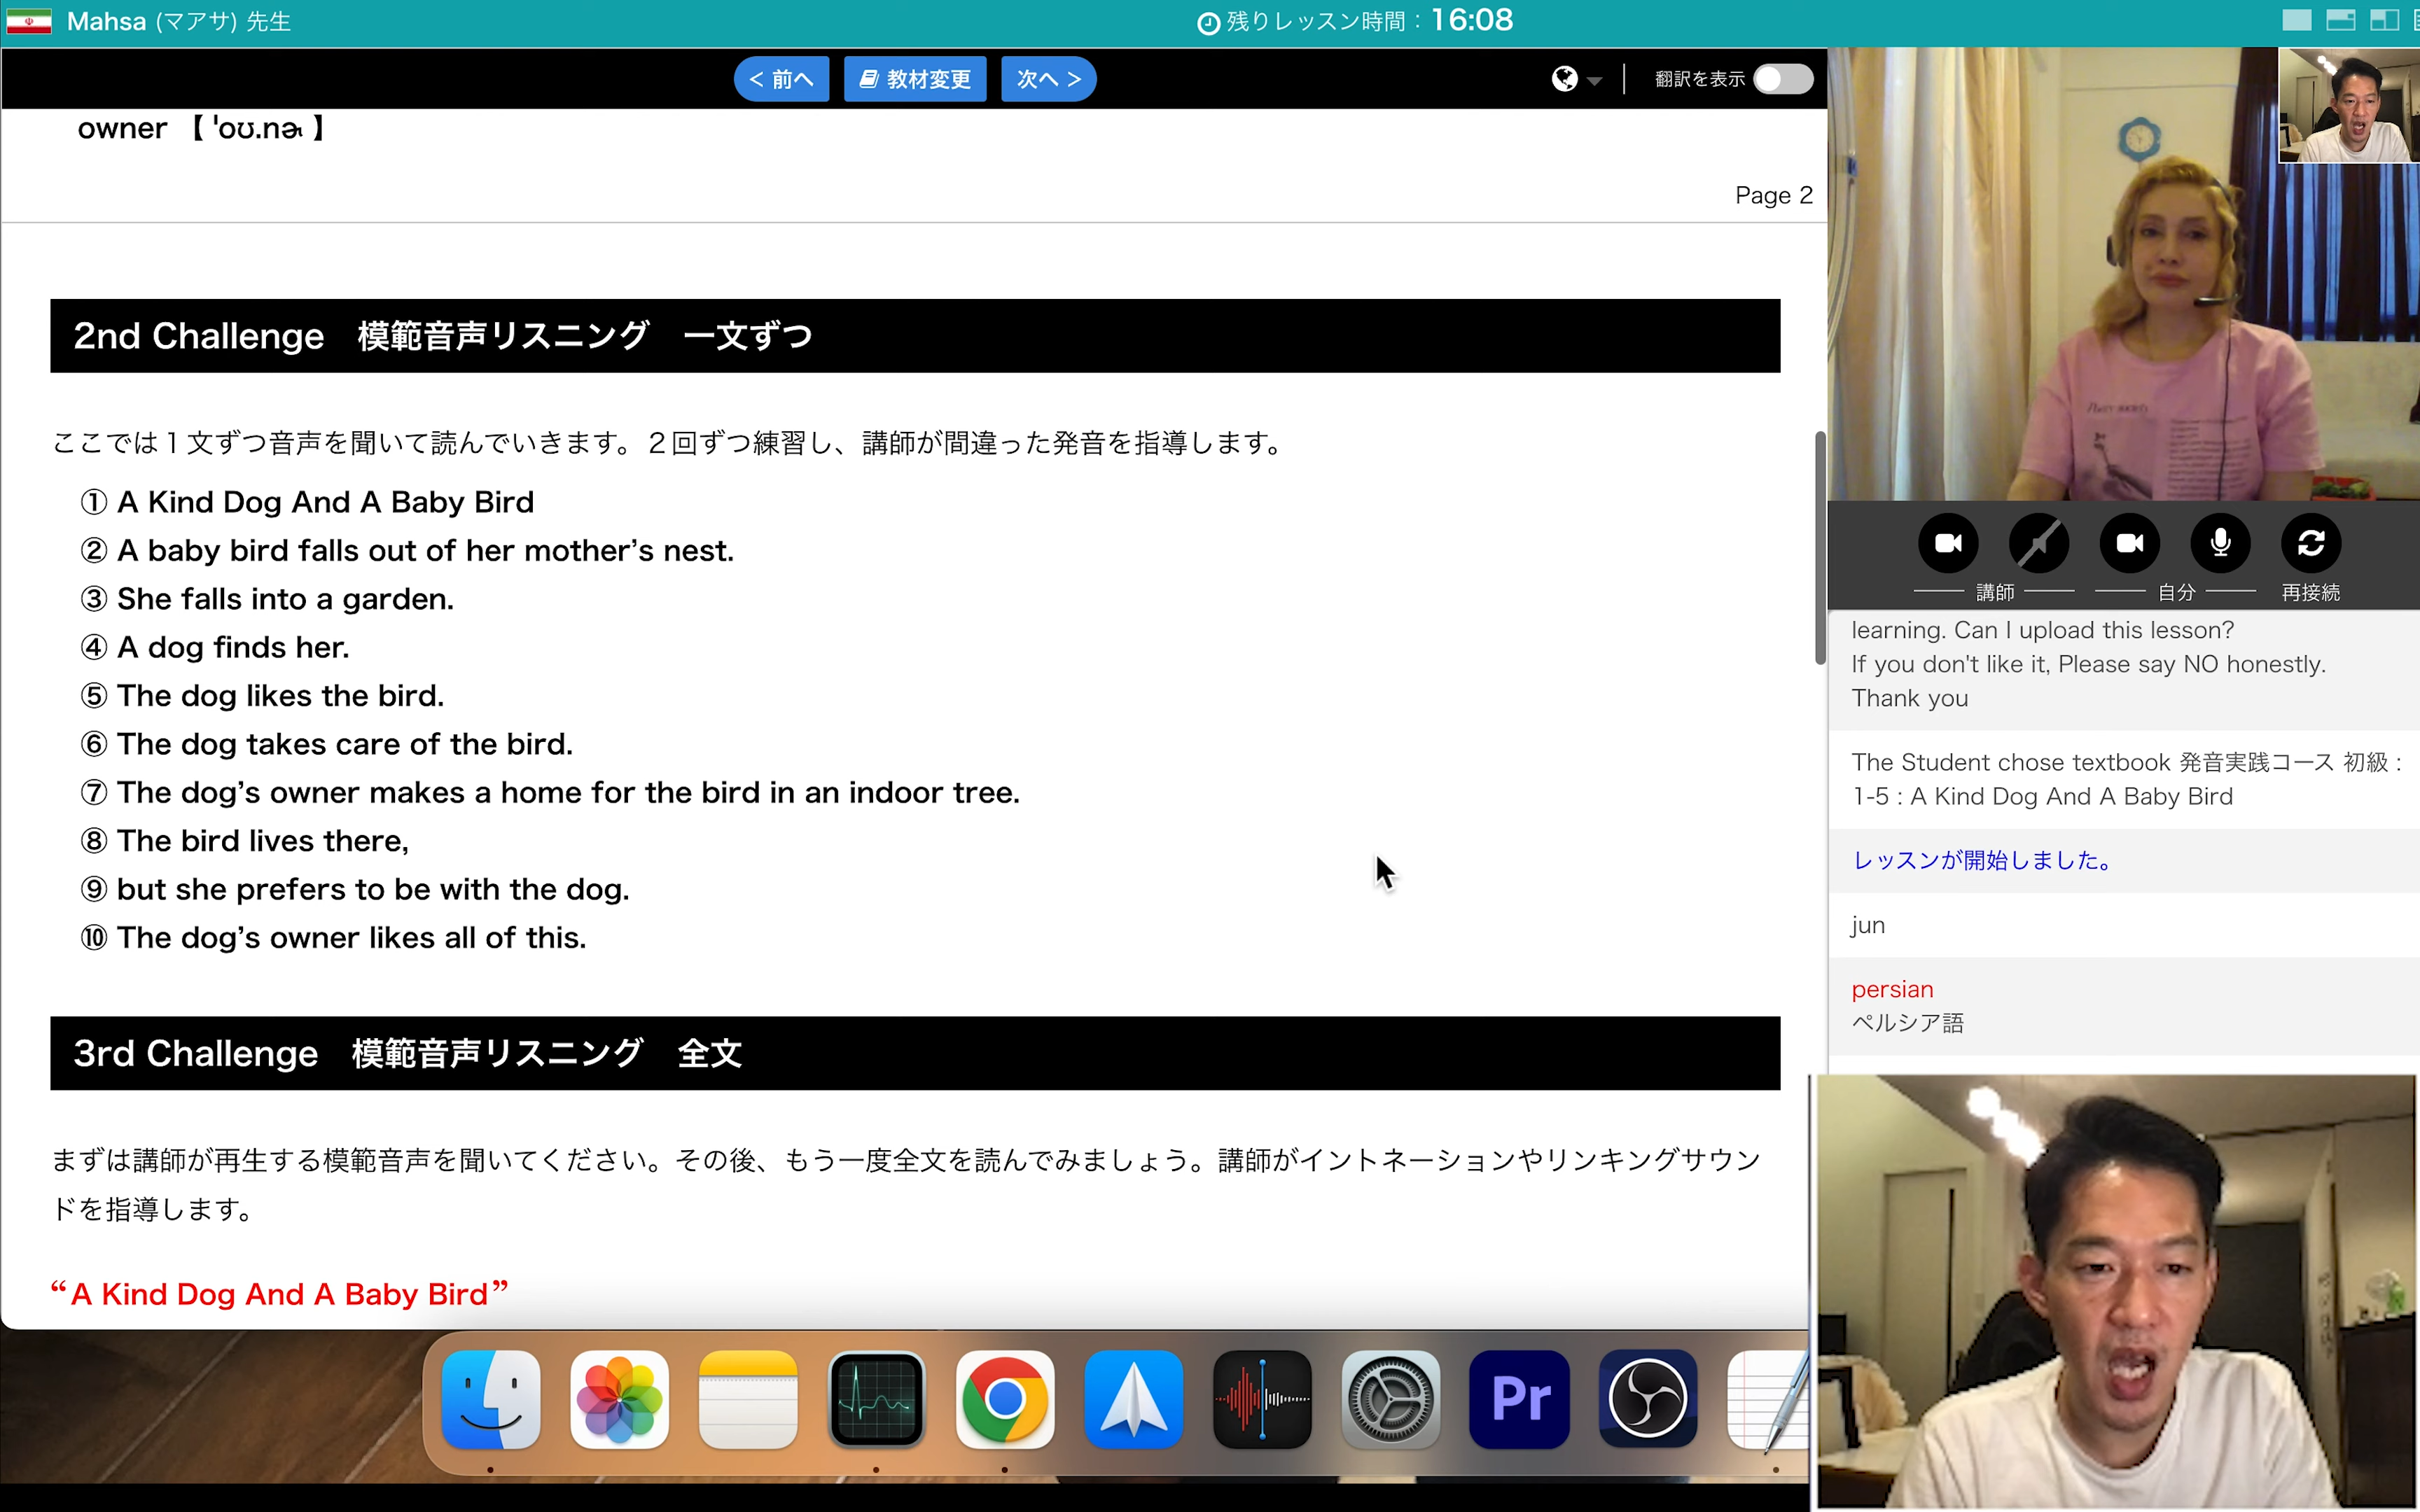 Mahsa (マアサ) 先生
残りレッスン時間 : 16:08
< 前へ
教材変更
次へ >
翻訳を表示
owner 【 ˈoʊ.nɚ 】
Page 2
2nd Challenge 模範音声リスニング 一文ずつ
ここでは１文ずつ音声を聞いて読んでいきます。２回ずつ練習し、講師が間違った発音を指導します。
① A Kind Dog And A Baby Bird
② A baby bird falls out of her mother’s nest.
③ She falls into a garden.
④ A dog finds her.
⑤ The dog likes the bird.
⑥ The dog takes care of the bird.
⑦ The dog’s owner makes a home for the bird in an indoor tree.
⑧ The bird lives there,
⑨ but she prefers to be with the dog.
⑩ The dog’s owner likes all of this.
3rd Challenge 模範音声リスニング 全文
まずは講師が再生する模範音声を聞いてください。その後、もう一度全文を読んでみましょう。講師がイントネーションやリンキングサウン
ドを指導します。
“A Kind Dog And A Baby Bird”
講師
自分
再接続
learning. Can I upload this lesson?
If you don't like it, Please say NO honestly.
Thank you
The Student chose textbook 発音実践コース 初級 :
1-5 : A Kind Dog And A Baby Bird
レッスンが開始しました。
jun
persian
ペルシア語
Pr